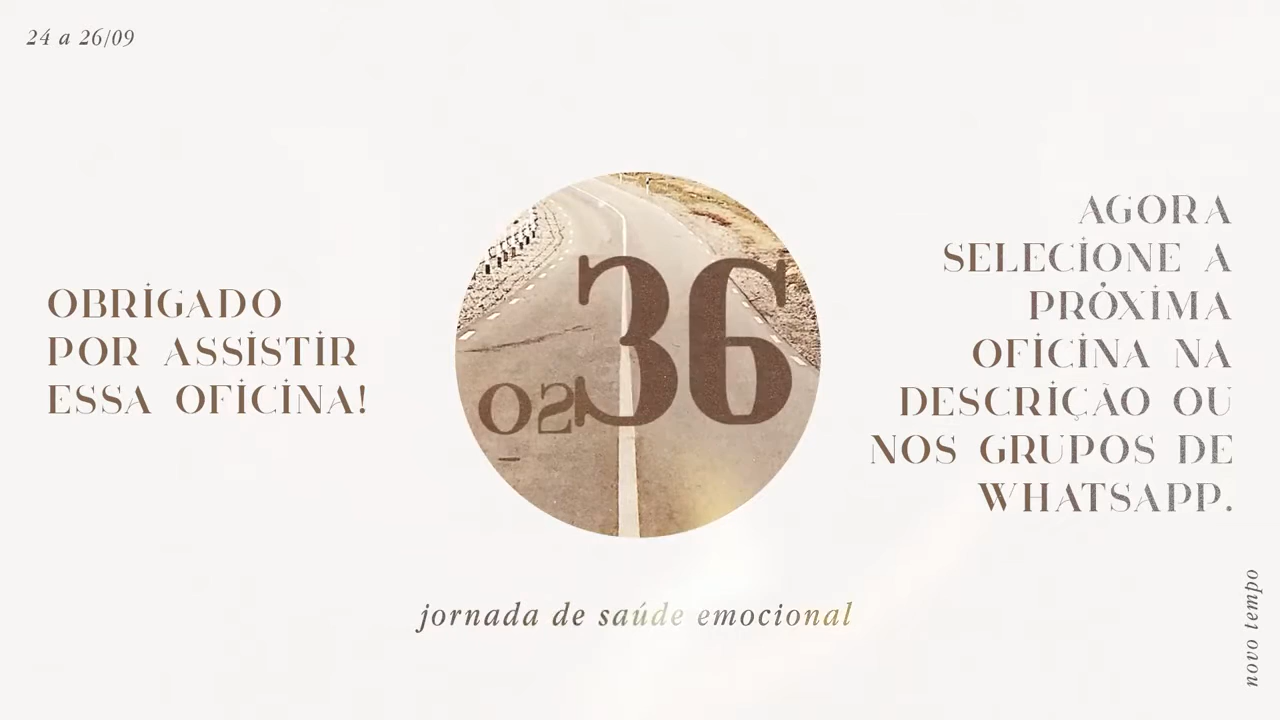 24 a 26/09
OBRIGADO
POR ASSISTIR
ESSA OFICINA!
36
AGORA
SELECIONE A
PRÓXIMA
OFICINA NA
DESCRIÇÃO OU
NOS GRUPOS DE
WHATSAPP.
jornada de saúde emocional
novo tempo